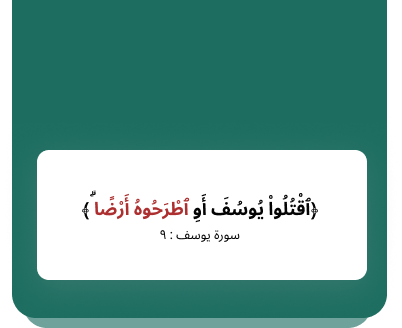 ﴿ٱقْتُلُوا۟ يُوسُفَ أَوِ ٱطْرَحُوهُ أَرْضًا ۗ﴾
سورة يوسف : ٩